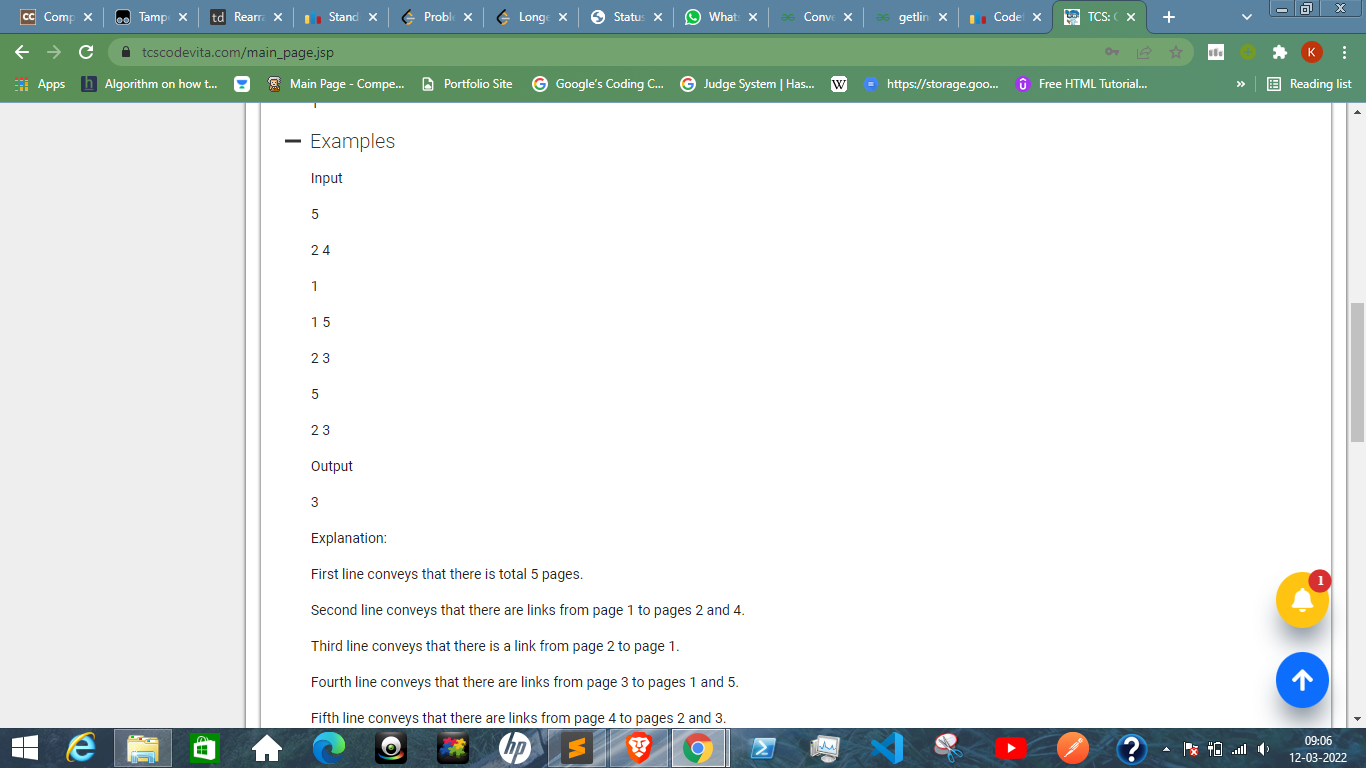 Comp
Tamp
td Rearra
Stand
Proble
Longe
Status
Whats
Conve
getlin
Codef
TCS: C
tcscodevita.com/main_page.jsp
K
Apps
h Algorithm on how t...
Main Page - Compe...
Portfolio Site
Google's Coding C...
Judge System | Has...
W
https://storage.goo...
Free HTML Tutorial...
»
Reading list
Examples
Input
5
2 4
1
1 5
2 3
5
2 3
Output
3
Explanation:
First line conveys that there is total 5 pages.
Second line conveys that there are links from page 1 to pages 2 and 4.
Third line conveys that there is a link from page 2 to page 1.
Fourth line conveys that there are links from page 3 to pages 1 and 5.
Fifth line conveys that there are links from page 4 to pages 2 and 3.
1
hp
09:06
12-03-2022